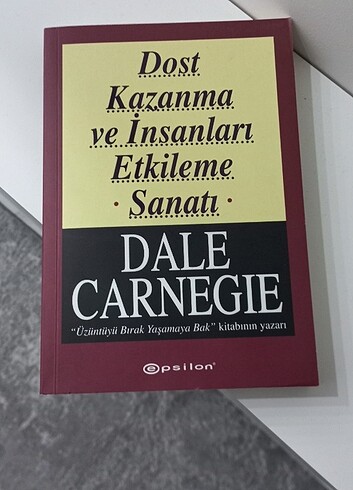 Dost
Kazanma
ve İnsanları
Etkileme
· Sanatı ·
DALE
CARNEGIE
"Üzüntüyü Bırak Yaşamaya Bak" kitabının yazarı
epsilon®